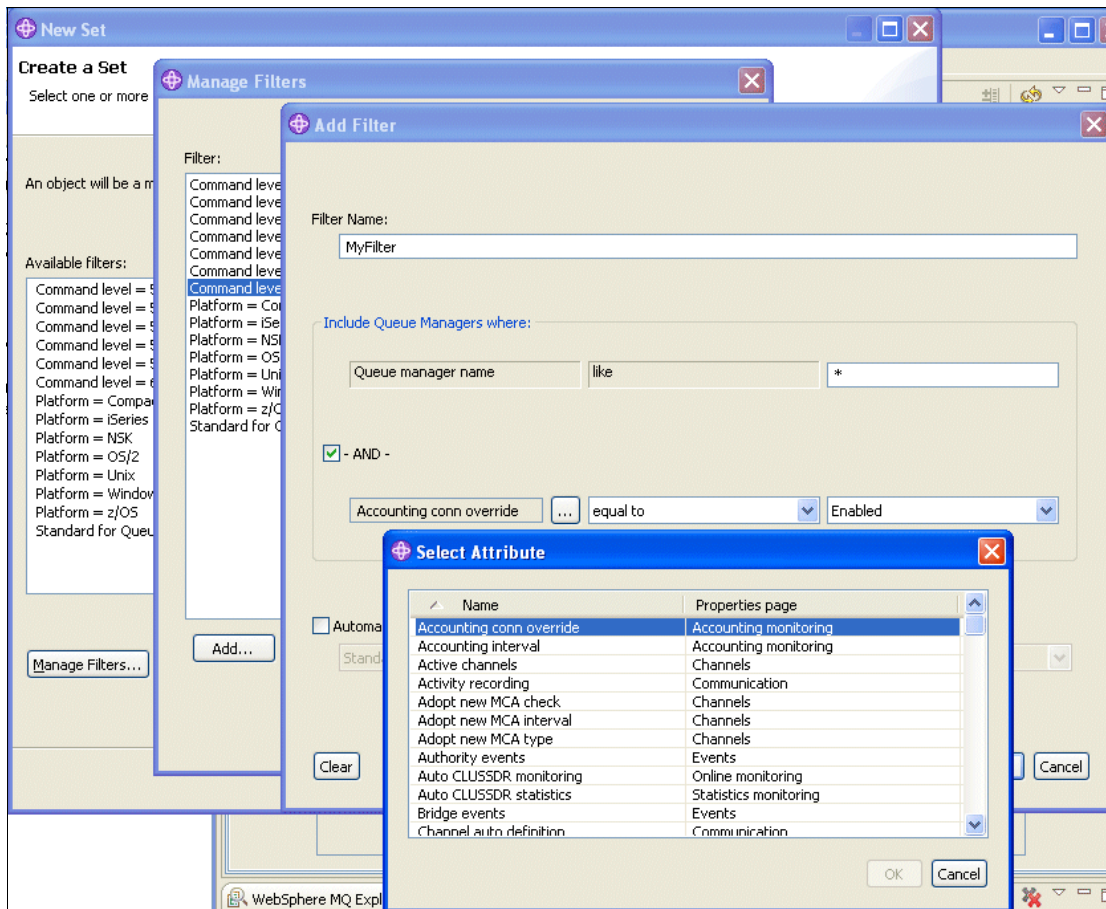 New Set
Create a Set
Select one or more
An object will be a m
Available filters:
Command level = 5
Command level = 5
Command level = 5
Command level = 5
Command level = 5
Command level = 6
Platform = Compac
Platform = iSeries
Platform = NSK
Platform = OS/2
Platform = Unix
Platform = Window
Platform = z/OS
Standard for Queu
Manage Filters...
Manage Filters
Filter:
Command leve
Command leve
Command leve
Command leve
Command leve
Command leve
Command leve
Platform = Co
Platform = iSe
Platform = NS
Platform = OS
Platform = Uni
Platform = Wi
Platform = z/O
Standard for Q
Add...
Add Filter
Filter Name:
MyFilter
Include Queue Managers where:
Queue manager name like *
- AND -
Accounting conn override ... equal to Enabled
Automa
Standa
Clear
Cancel
Select Attribute
Name Properties page
Accounting conn override Accounting monitoring
Accounting interval Accounting monitoring
Active channels Channels
Activity recording Communication
Adopt new MCA check Channels
Adopt new MCA interval Channels
Adopt new MCA type Channels
Authority events Events
Auto CLUSSDR monitoring Online monitoring
Auto CLUSSDR statistics Statistics monitoring
Bridge events Events
Channel auto definition Communication
OK Cancel
WebSphere MQ Expl